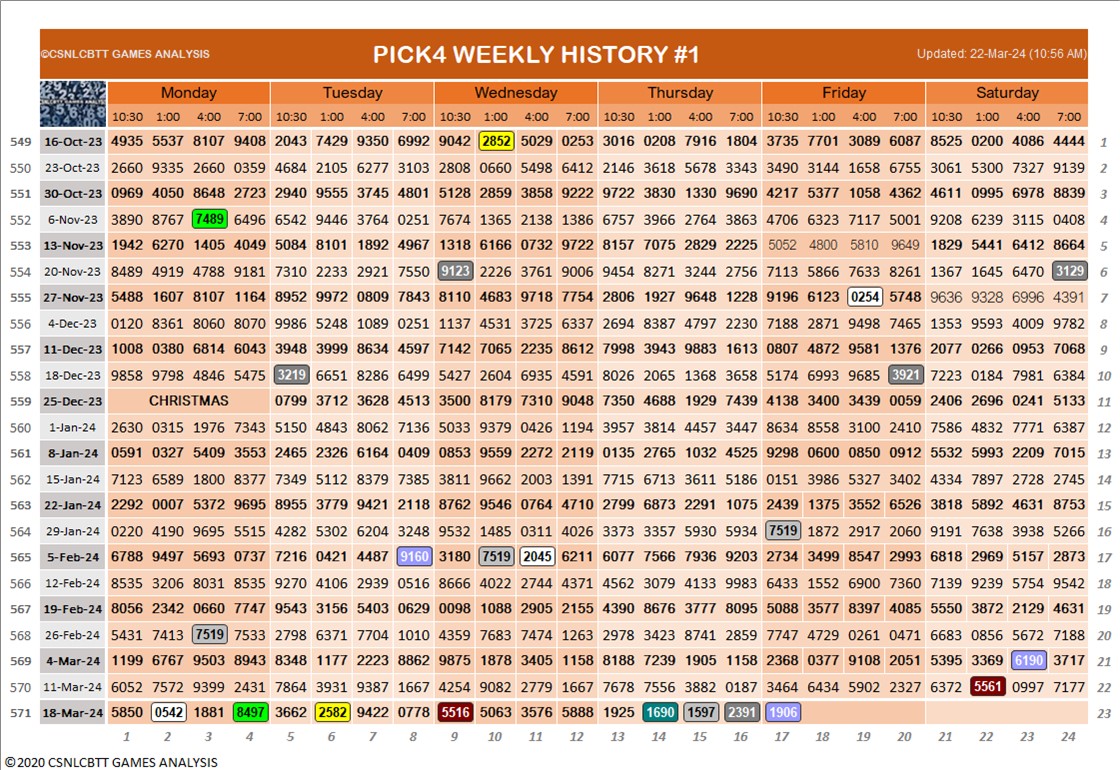 ©CSNLCBTT GAMES ANALYSIS PICK4 WEEKLY HISTORY #1 Updated: 22-Mar-24 (10:56 AM)
Monday Tuesday Wednesday Thursday Friday Saturday
10:30 1:00 4:00 7:00 10:30 1:00 4:00 7:00 10:30 1:00 4:00 7:00 10:30 1:00 4:00 7:00 10:30 1:00 4:00 7:00 10:30 1:00 4:00 7:00
549 16-Oct-23 4935 5537 8107 9408 2043 7429 9350 6992 9042 2852 5029 0253 3016 0208 7916 1804 3735 7701 3089 6087 8525 0200 4086 4444 1
550 23-Oct-23 2660 9335 2660 0359 4684 2105 6277 3103 2808 0660 5498 6412 2146 3618 5678 3343 3490 3144 1658 6755 3061 5300 7327 9139 2
551 30-Oct-23 0969 4050 8648 2723 2940 9555 3745 4801 5128 2859 3858 9222 9722 3830 1330 9690 4217 5377 1058 4362 4611 0995 6978 8839 3
552 6-Nov-23 3890 8767 7489 6496 6542 9446 3764 0251 7674 1365 2138 1386 6757 3966 2764 3863 4706 6323 7117 5001 9208 6239 3115 0408 4
553 13-Nov-23 1942 6270 1405 4049 5084 8101 1892 4967 1318 6166 0732 9722 8157 7075 2829 2225 5052 4800 5810 9649 1829 5441 6412 8664 5
554 20-Nov-23 8489 4919 4788 9181 7310 2233 2921 7550 9123 2226 3761 9006 9454 8271 3244 2756 7113 5866 7633 8261 1367 1645 6470 3129 6
555 27-Nov-23 5488 1607 8107 1164 8952 9972 0809 7843 8110 4683 9718 7754 2806 1927 9648 1228 9196 6123 0254 5748 9636 9328 6996 4391 7
556 4-Dec-23 0120 8361 8060 8070 9986 5248 1089 0251 1137 4531 3725 6337 2694 8387 4797 2230 7188 2871 9498 7465 1353 9593 4009 9782 8
557 11-Dec-23 1008 0380 6814 6043 3948 3999 8634 4597 7142 7065 2235 8612 7998 3943 9883 1613 0807 4872 9581 1376 2077 0266 0953 7068 9
558 18-Dec-23 9858 9798 4846 5475 3219 6651 8286 6499 5427 2604 6935 4591 8026 2065 1368 3658 5174 6993 9685 3921 7223 0184 7981 6384 10
559 25-Dec-23 CHRISTMAS 0799 3712 3628 4513 3500 8179 7310 9048 7350 4688 1929 7439 4138 3400 3439 0059 2406 2696 0241 5133 11
560 1-Jan-24 2630 0315 1976 7343 5150 4843 8062 7136 5033 9379 0426 1194 3957 3814 4457 3447 8634 8558 3100 2410 7586 4832 7771 6387 12
561 8-Jan-24 0591 0327 5409 3553 2465 2326 6164 0409 0853 9559 2272 2119 0135 2765 1032 4525 9298 0600 0850 0912 5532 5993 2209 7015 13
562 15-Jan-24 7123 6589 1800 8377 7349 5112 8379 7385 3811 9662 2003 1391 7715 6713 3611 5186 0151 3986 5327 3402 4334 7897 2728 2745 14
563 22-Jan-24 2292 0007 5372 9695 8955 3779 9421 2118 8762 9546 0764 4710 2799 6873 2291 1075 2439 1375 3552 6526 3818 5892 4631 8753 15
564 29-Jan-24 0220 4190 9695 5515 4282 5302 6204 3248 9532 1485 0311 4026 3373 3357 5930 5934 7519 1872 2917 2060 9191 7638 3938 5266 16
565 5-Feb-24 6788 9497 5693 0737 7216 0421 4487 9160 3180 7519 2045 6211 6077 7566 7936 9203 2734 3499 8547 2993 6818 2969 5157 2873 17
566 12-Feb-24 8535 3206 8031 8535 9270 4106 2939 0516 8666 4022 2744 4371 4562 3079 4133 9983 6433 1552 6900 7360 7139 9239 5754 9542 18
567 19-Feb-24 8056 2342 0660 7747 9543 3156 5403 0629 0098 1088 2905 2155 4390 8676 3777 8095 5088 3577 8397 4085 5550 3872 2129 4631 19
568 26-Feb-24 5431 7413 7519 7533 2798 6371 7704 1010 4359 7683 7474 1263 2978 3423 8741 2859 7747 4729 0261 0471 6683 0856 5672 7188 20
569 4-Mar-24 1199 6767 9503 8943 8348 1177 2223 8862 9875 1878 3405 1158 8188 7239 1905 1158 2368 0377 9108 2051 5395 3369 6190 3717 21
570 11-Mar-24 6052 7572 9399 2431 7864 3931 9387 1667 4254 9082 2779 1667 7678 7556 3882 0187 3464 6434 5902 2327 6372 5561 0997 7177 22
571 18-Mar-24 5850 0542 1881 8497 3662 2582 9422 0778 5516 5063 3576 5888 1925 1690 1597 2391 1906 23
1 2 3 4 5 6 7 8 9 10 11 12 13 14 15 16 17 18 19 20 21 22 23 24
©2020 CSNLCBTT GAMES ANALYSIS